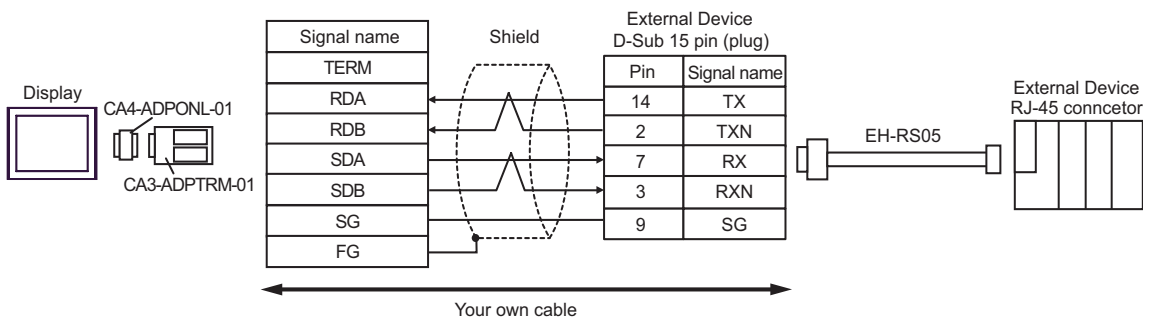 Display
CA4-ADPONL-01
CA3-ADPTRM-01
Signal name
TERM
RDA
RDB
SDA
SDB
SG
FG
Shield
External Device
D-Sub 15 pin (plug)
Pin Signal name
14 TX
2 TXN
7 RX
3 RXN
9 SG
EH-RS05
External Device
RJ-45 conncetor
Your own cable